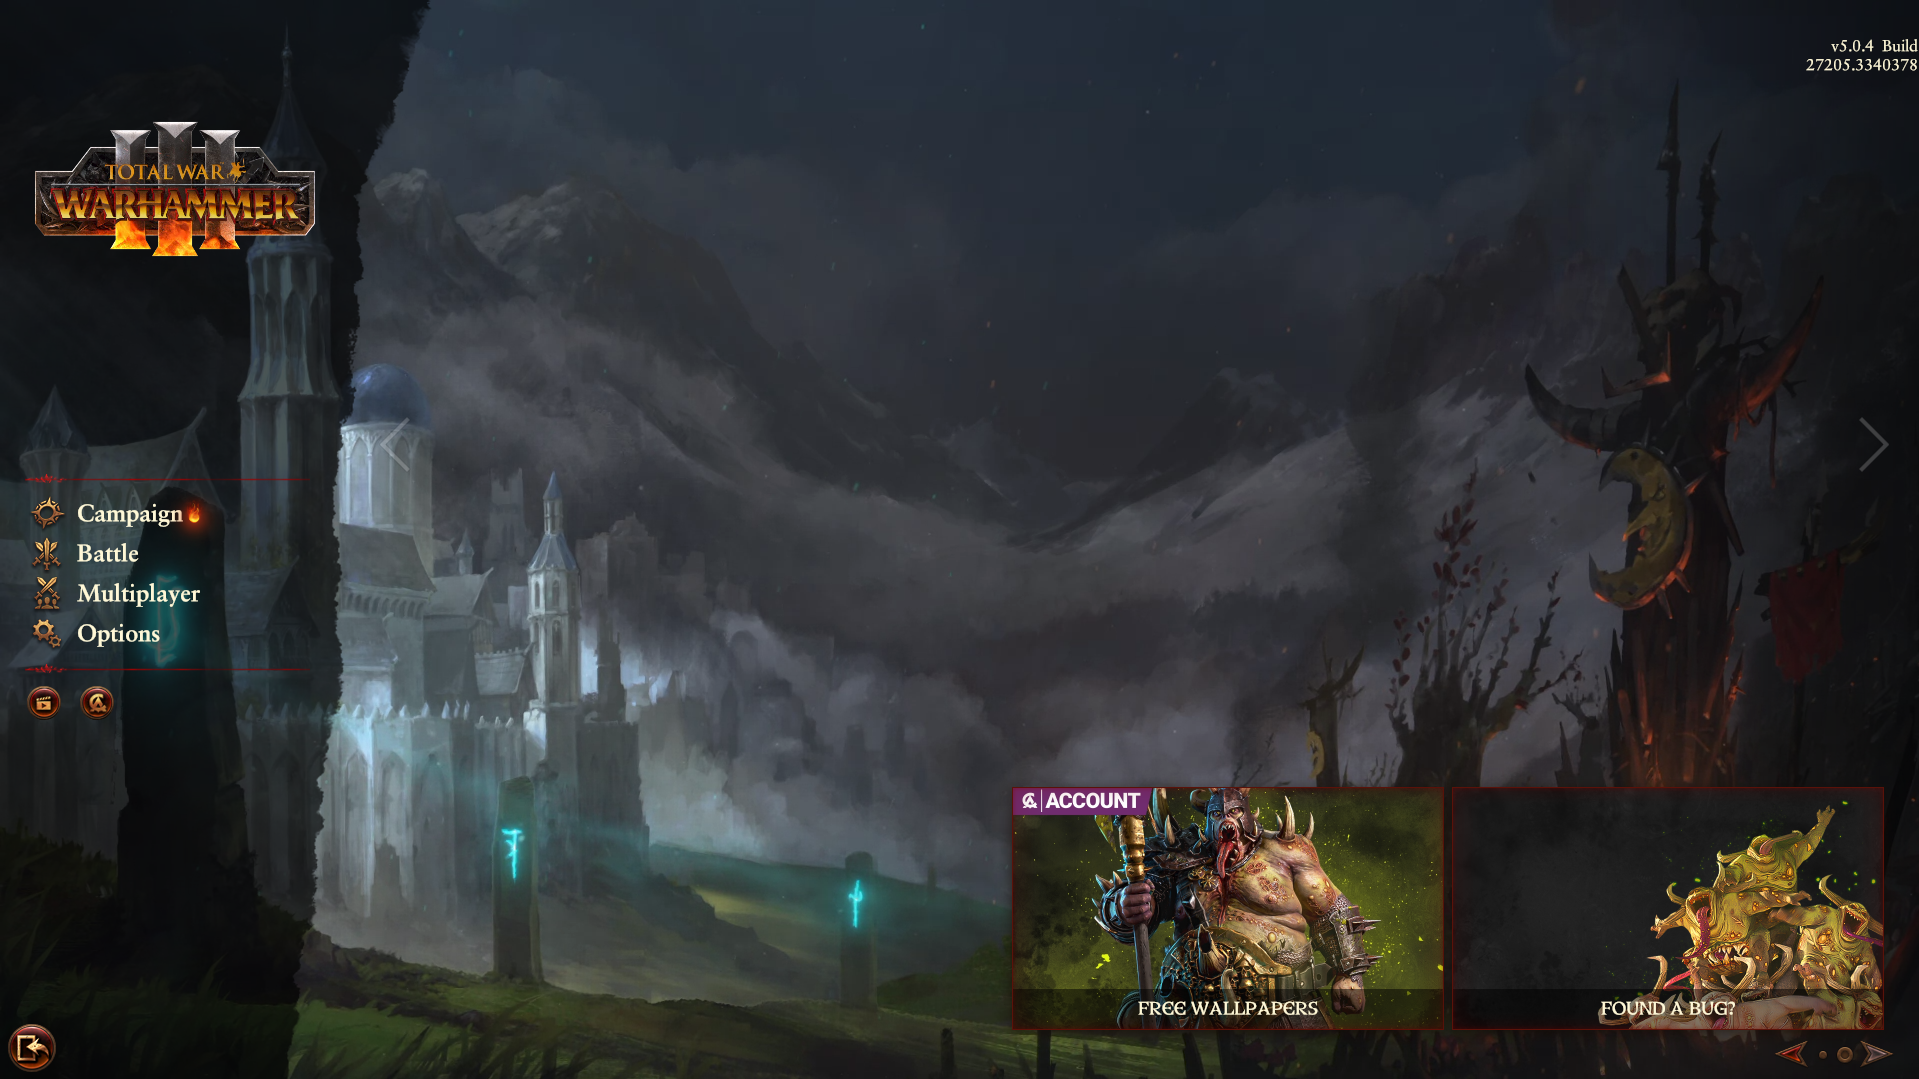 v5.0.4 Build
27205.3340378
TOTAL WAR
WARHAMMER
III
Campaign
Battle
Multiplayer
Options
ACCOUNT
FREE WALLPAPERS
FOUND A BUG?